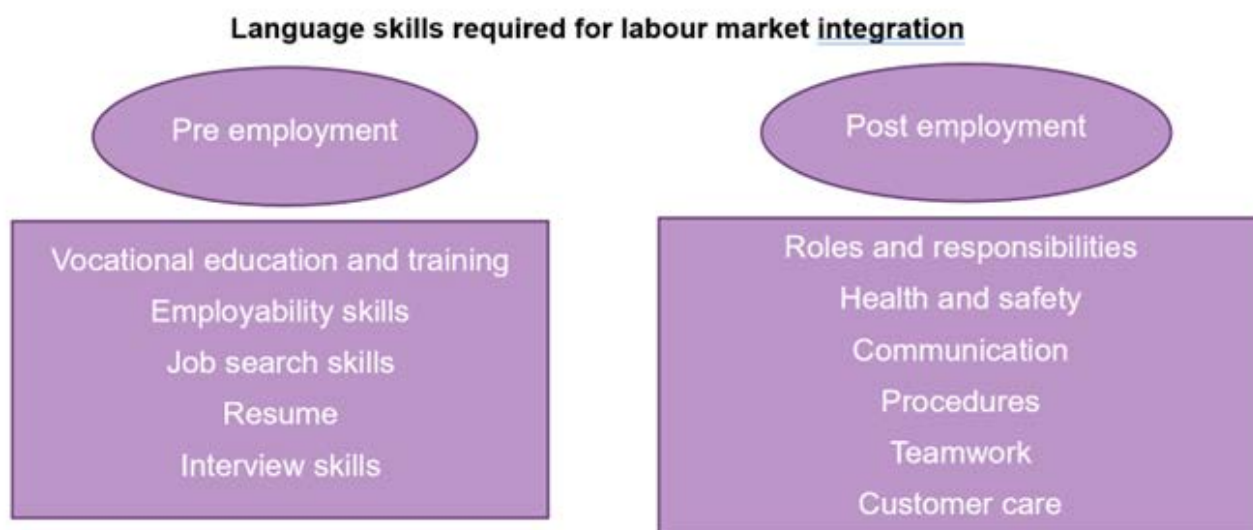 Language skills required for labour market integration
Pre employment
Vocational education and training
Employability skills
Job search skills
Resume
Interview skills
Post employment
Roles and responsibilities
Health and safety
Communication
Procedures
Teamwork
Customer care